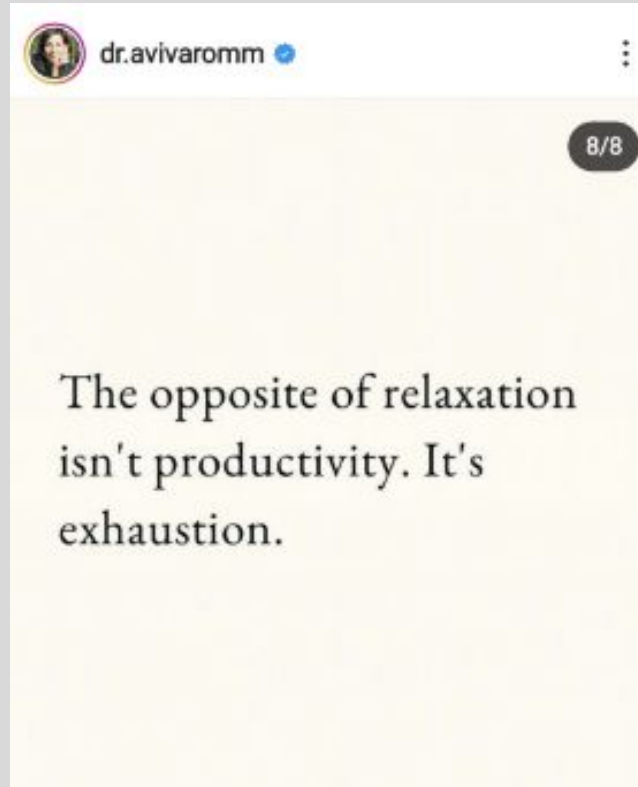 dr.avivaromm
8/8
The opposite of relaxation
isn't productivity. It's
exhaustion.